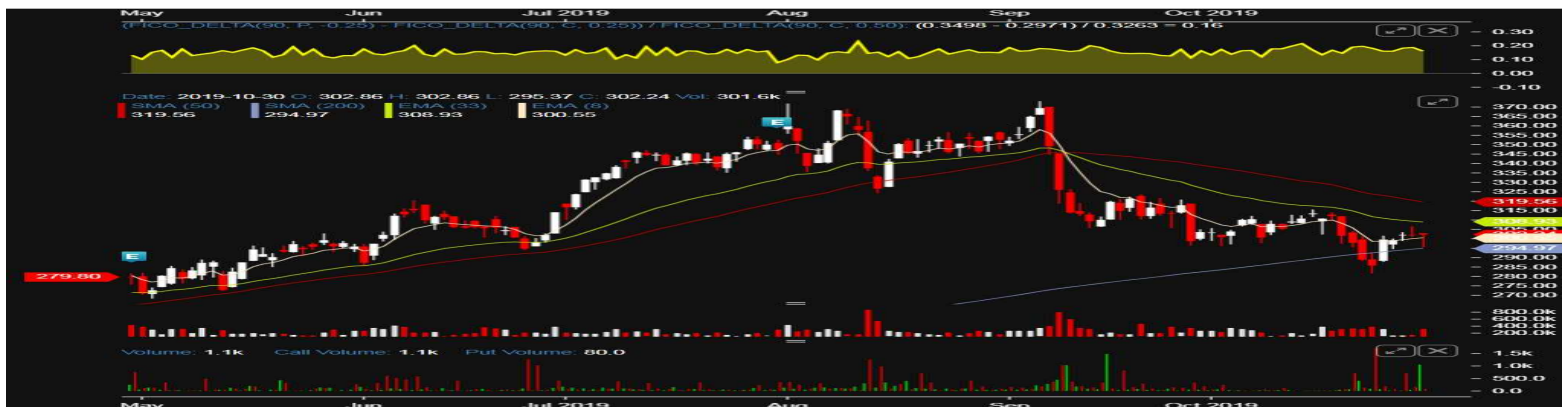 May Jun Jul 2019 Aug Sep Oct 2019
(FICO_DELTA(90, P, -0.25) - FICO_DELTA(90, C, 0.25)) / FICO_DELTA(90, C, 0.50): (0.3498 - 0.2971) / 0.3263 = 0.16
0.30
0.20
0.10
0.00
-0.10
Date: 2019-10-30 O: 302.86 H: 302.86 L: 295.37 C: 302.24 Vol: 301.6k
SMA (50) SMA (200) EMA (33) EMA (8)
319.56 294.97 308.93 300.55
370.00
365.00
E
360.00
355.00
350.00
345.00
340.00
335.00
330.00
325.00
319.56
315.00
308.93
305.00
294.97
E
290.00
285.00
279.80
280.00
275.00
270.00
800.0k
600.0k
400.0k
200.0k
Volume: 1.1k Call Volume: 1.1k Put Volume: 80.0
1.5k
1.0k
500.0
0.0
May Jun Jul 2019 Aug Sep Oct 2019